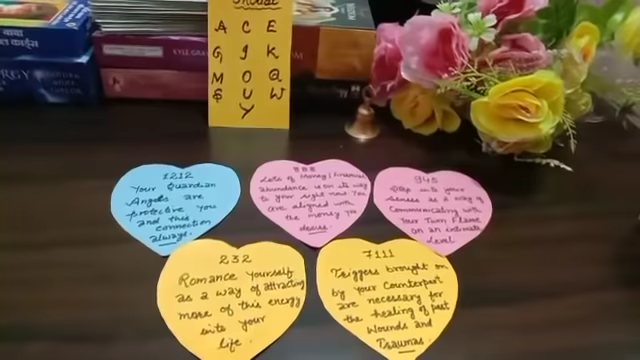 KYLE GRAY
A C E
G I K
M O Q
S U W
Y
1212
Your Guardian
Angels are
protective you
and this
connection
always.
888
Lots of Money/Financial
abundance is on its way
to your right now. You
are aligned with
the money you
desire.
945
Step into your
senses as a way of
Communicating with
Your Twin Flame
on an intimate
level
232
Romance Yourself
as a way of attracting
more of this energy
into your
life.
7111
Triggers brought on
by your Counterpart
are necessary for
the healing of past
Wounds and
Traumas.